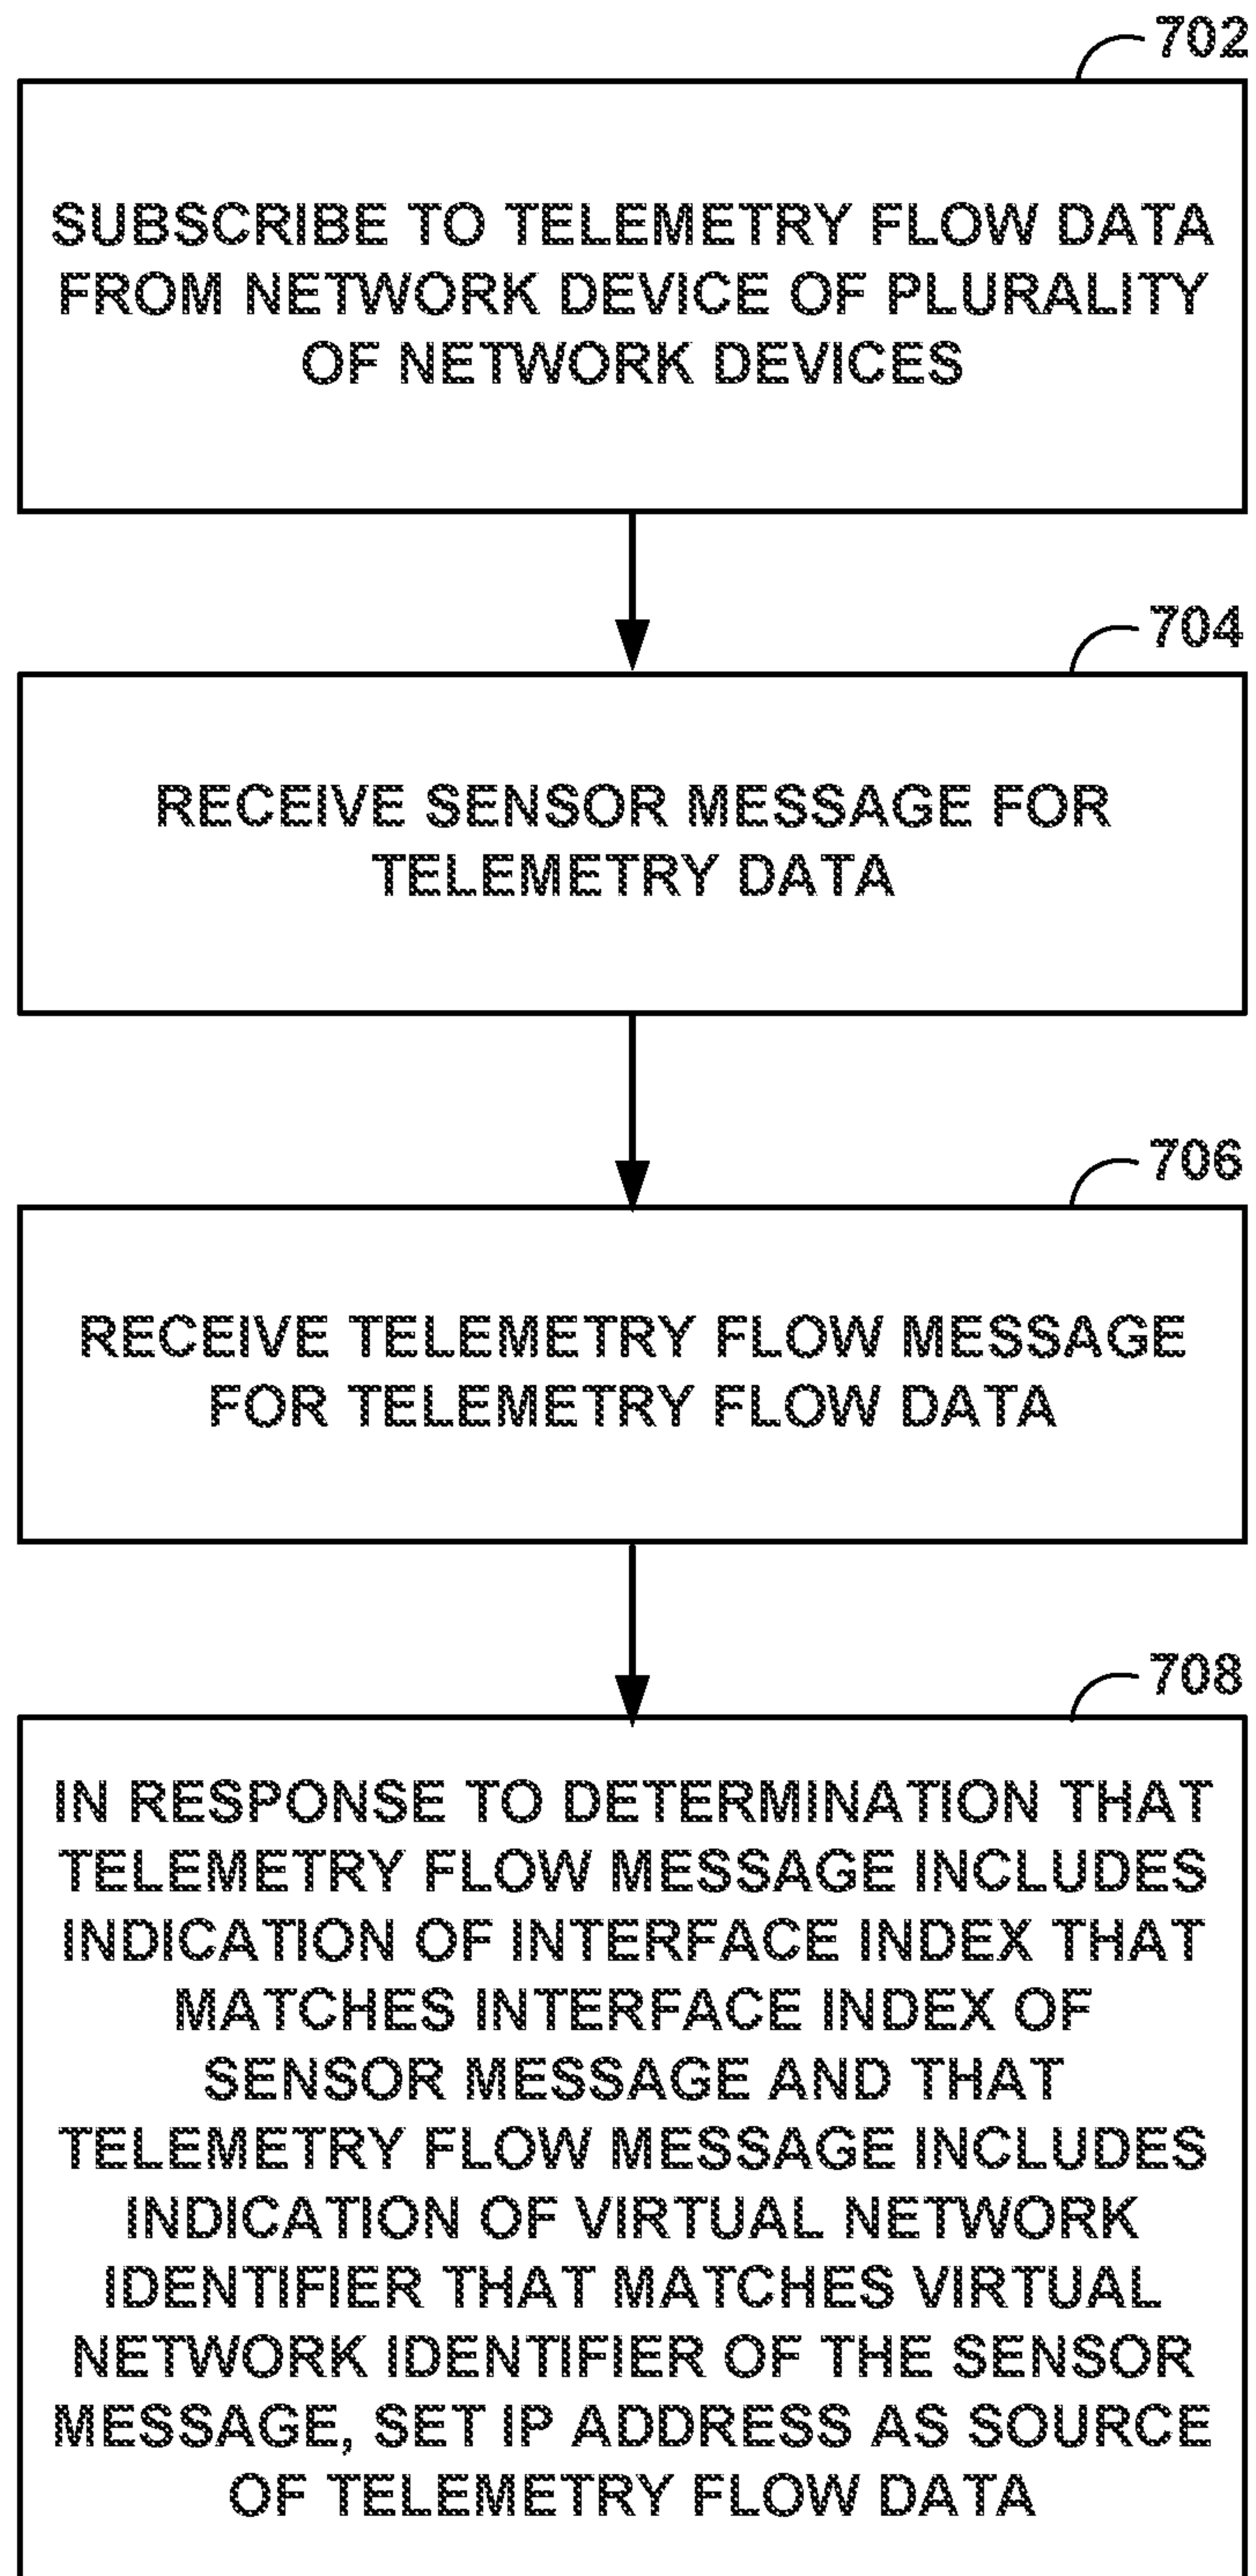 702
SUBSCRIBE TO TELEMETRY FLOW DATA
FROM NETWORK DEVICE OF PLURALITY
OF NETWORK DEVICES
704
RECEIVE SENSOR MESSAGE FOR
TELEMETRY DATA
706
RECEIVE TELEMETRY FLOW MESSAGE
FOR TELEMETRY FLOW DATA
708
IN RESPONSE TO DETERMINATION THAT
TELEMETRY FLOW MESSAGE INCLUDES
INDICATION OF INTERFACE INDEX THAT
MATCHES INTERFACE INDEX OF
SENSOR MESSAGE AND THAT
TELEMETRY FLOW MESSAGE INCLUDES
INDICATION OF VIRTUAL NETWORK
IDENTIFIER THAT MATCHES VIRTUAL
NETWORK IDENTIFIER OF THE SENSOR
MESSAGE, SET IP ADDRESS AS SOURCE
OF TELEMETRY FLOW DATA